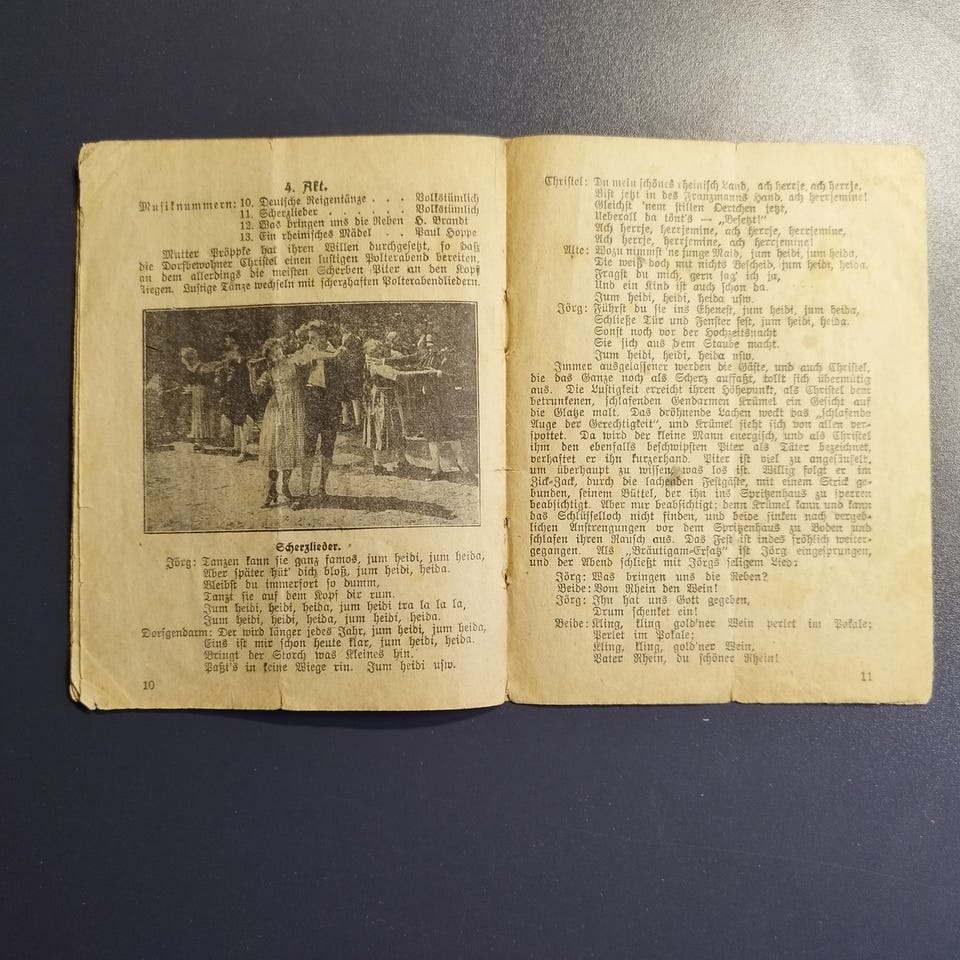 4. Akt.
Musiknummern: 10. Deutsche Reigentänze . . . Volkstümlich
11. Scherzlieder . . . . . . Volkstümlich
12. Was bringen uns die Reben H. Brandt
13. Ein rheinisches Mädel . . Paul Hoppe
Mutter Pröppke hat ihren Willen durchgesetzt, so daß
die Dorfbewohner Christel einen lustigen Polterabend bereiten,
an dem allerdings die meisten Scherben Piter an den Kopf
fliegen. Lustige Tänze wechseln mit scherzhaften Polterabendliedern.
Scherzlieder.
Jörg: Tanzen kann sie ganz famos, jum heidi, jum heida,
Aber später hüt' dich bloß, jum heidi, heida.
Bleibst du immerfort so dumm,
Tanzt sie auf dem Kopf dir rum.
Jum heidi, heidi, heida, jum heidi tra la la la,
Jum heidi, heidi, heida, jum heidi, heida.
Dorfgendarm: Der wird länger jedes Jahr, jum heidi, jum heida,
Eins ist mir schon heute klar, jum heidi, heida.
Bringt der Storch was Kleines hin,
Paßt's in keine Wiege rin. Jum heidi usw.
10
Christel: Du mein schönes rheinisch Land, ach herrje, ach herrje,
Bist jetzt in des Franzmanns Hand, ach herrjemine!
Gleichst 'nem stillen Oertchen jetzt,
Ueberall da tönt's — „Besetzt!"
Ach herrje, herrjemine, ach herrje, herrjemine,
Ach herrje, herrjemine, ach herrjemine!
Alte: Wozu nimmst 'ne junge Maid, jum heidi, jum heida,
Die weiß doch mit nichts Bescheid, jum heidi, heida.
Fragst du mich, gern sag' ich ja,
Und ein Kind ist auch schon da.
Jum heidi, heidi, heida usw.
Jörg: Führst du sie ins Ehenest, jum heidi, jum heida,
Schließe Tür und Fenster fest, jum heidi, heida.
Sonst noch vor der Hochzeitsnacht
Sie sich aus dem Staube macht.
Jum heidi, heidi, heida usw.
Immer ausgelassener werden die Gäste, und auch Christel,
die das Ganze noch als Scherz auffaßt, tollt sich übermütig
aus. Die Lustigkeit erreicht ihren Höhepunkt, als Christel dem
betrunkenen, schlafenden Gendarmen Krümel ein Gesicht auf
die Glatze malt. Das dröhnende Lachen weckt das „schlafende
Auge der Gerechtigkeit", und Krümel sieht sich von allen ver-
spottet. Da wird der kleine Mann energisch, und als Christel
ihm den ebenfalls beschwipsten Piter als Täter bezeichnet,
verhaftet er ihn kurzerhand. Piter ist viel zu angesäuselt,
um überhaupt zu wissen, was los ist. Willig folgt er im
Zick-Zack, durch die lachenden Festgäste, mit einem Strick ge-
bunden, seinem Büttel, der ihn ins Spritzenhaus zu sperren
beabsichtigt. Aber nur beabsichtigt; denn Krümel kann und kann
das Schlüsselloch nicht finden, und beide sinken nach vergeb-
lichen Anstrengungen vor dem Spritzenhaus zu Boden und
schlafen ihren Rausch aus. Das Fest ist indes fröhlich weiter-
gegangen. Als „Bräutigam-Ersatz" ist Jörg eingesprungen,
und der Abend schließt mit Jörgs seligem Lied:
Jörg: Was bringen uns die Reben?
Beide: Vom Rhein den Wein!
Jörg: Ihn hat uns Gott gegeben,
Drum schenket ein!
Beide: Kling, kling, gold'ner Wein perlet im Pokale;
Perlet im Pokale;
Kling, kling, gold'ner Wein,
Vater Rhein, du schöner Rhein!
11